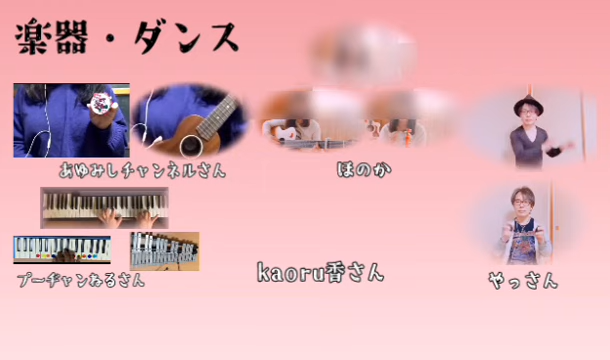 楽器・ダンス
あゆみしチャンネルさん
ほのか
プーヂャンねるさん
kaoru香さん
やっさん